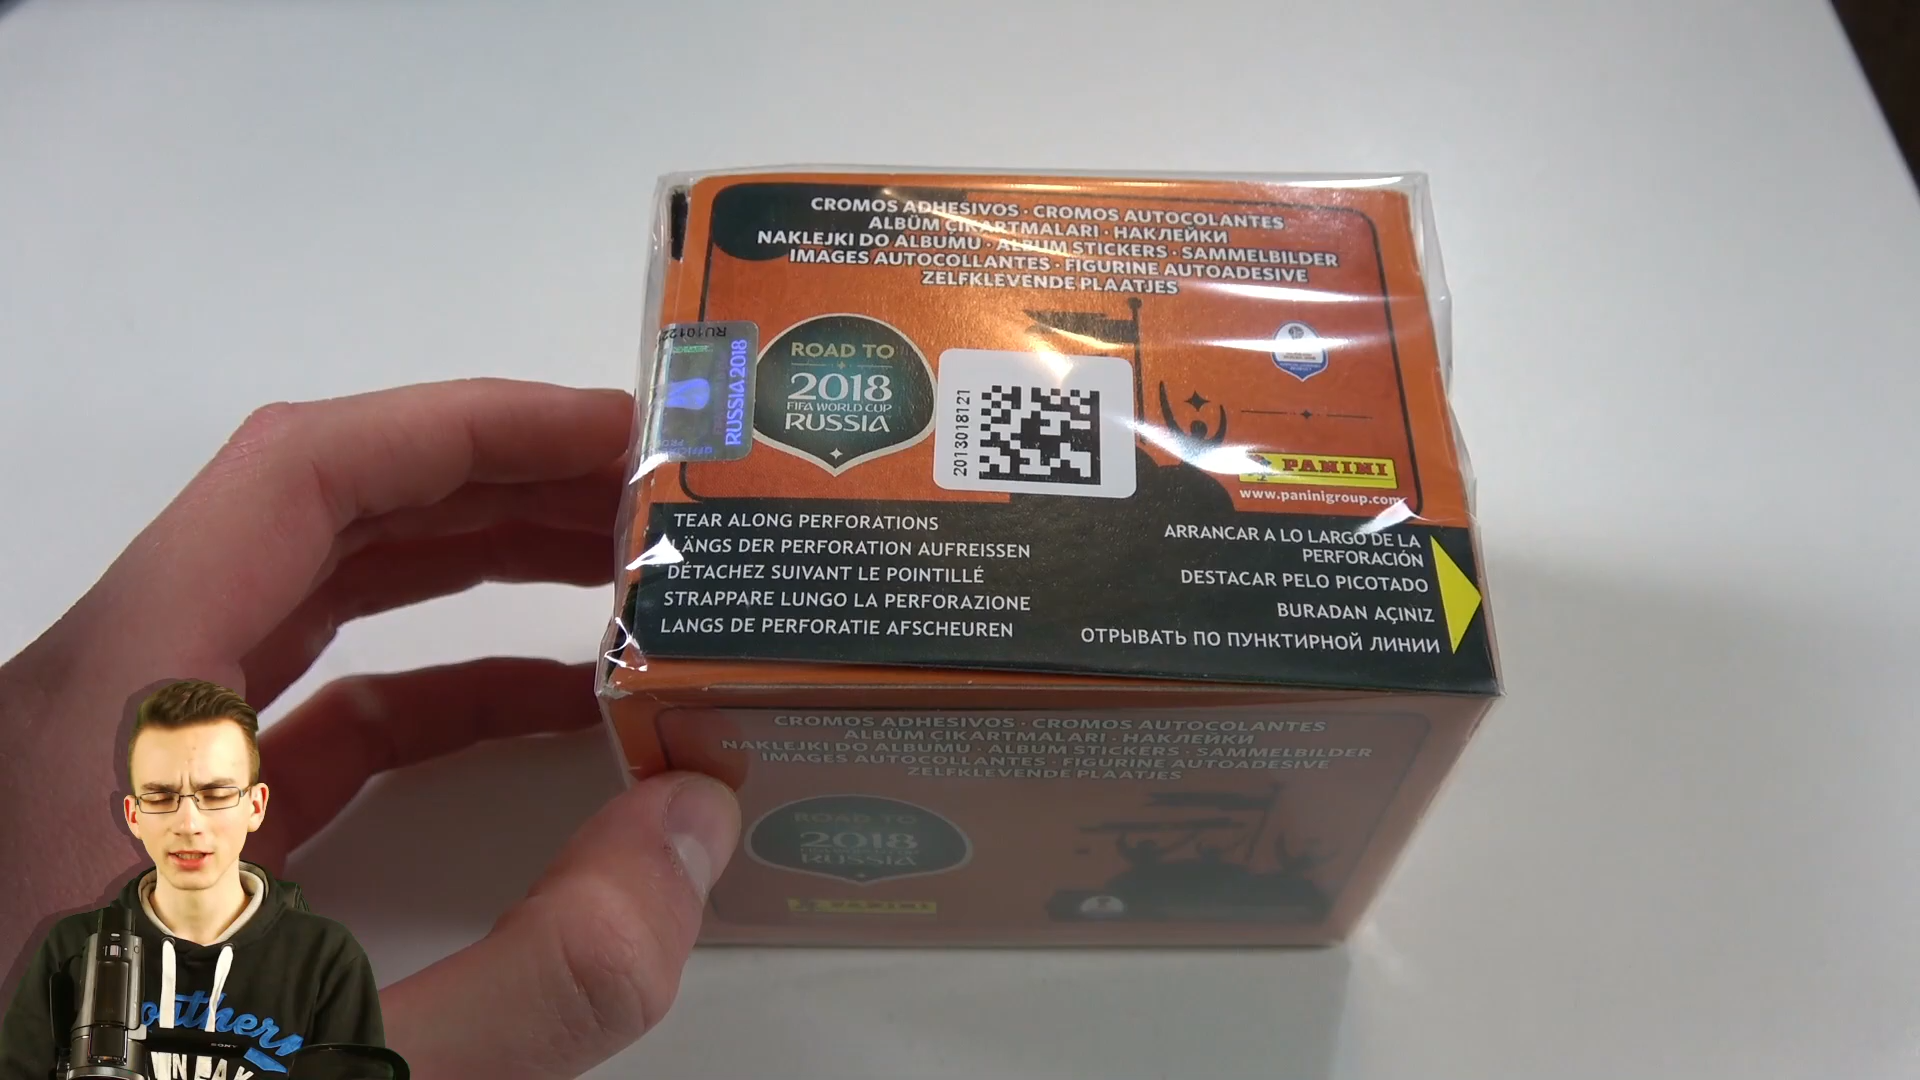 CROMOS ADHESIVOS · CROMOS AUTOCOLANTES
ALBÜM ÇIKARTMALARI · НАКЛЕЙКИ
NAKLEJKI DO ALBUMU · ALBUM STICKERS · SAMMELBILDER
IMAGES AUTOCOLLANTES · FIGURINE AUTOADESIVE
ZELFKLEVENDE PLAATJES
RUSSIA 2018
ROAD TO
2018
FIFA WORLD CUP
RUSSIA
2013018121
PANINI
www.paninigroup.com
TEAR ALONG PERFORATIONS
LÄNGS DER PERFORATION AUFREISSEN
DÉTACHEZ SUIVANT LE POINTILLÉ
STRAPPARE LUNGO LA PERFORAZIONE
LANGS DE PERFORATIE AFSCHEUREN
ARRANCAR A LO LARGO DE LA
PERFORACIÓN
DESTACAR PELO PICOTADO
BURADAN AÇINIZ
ОТРЫВАТЬ ПО ПУНКТИРНОЙ ЛИНИИ
CROMOS ADHESIVOS · CROMOS AUTOCOLANTES
ALBÜM ÇIKARTMALARI · НАКЛЕЙКИ
NAKLEJKI DO ALBUMU · ALBUM STICKERS · SAMMELBILDER
IMAGES AUTOCOLLANTES · FIGURINE AUTOADESIVE
ZELFKLEVENDE PLAATJES
ROAD TO
2018
FIFA WORLD CUP
RUSSIA
PANINI
SONY